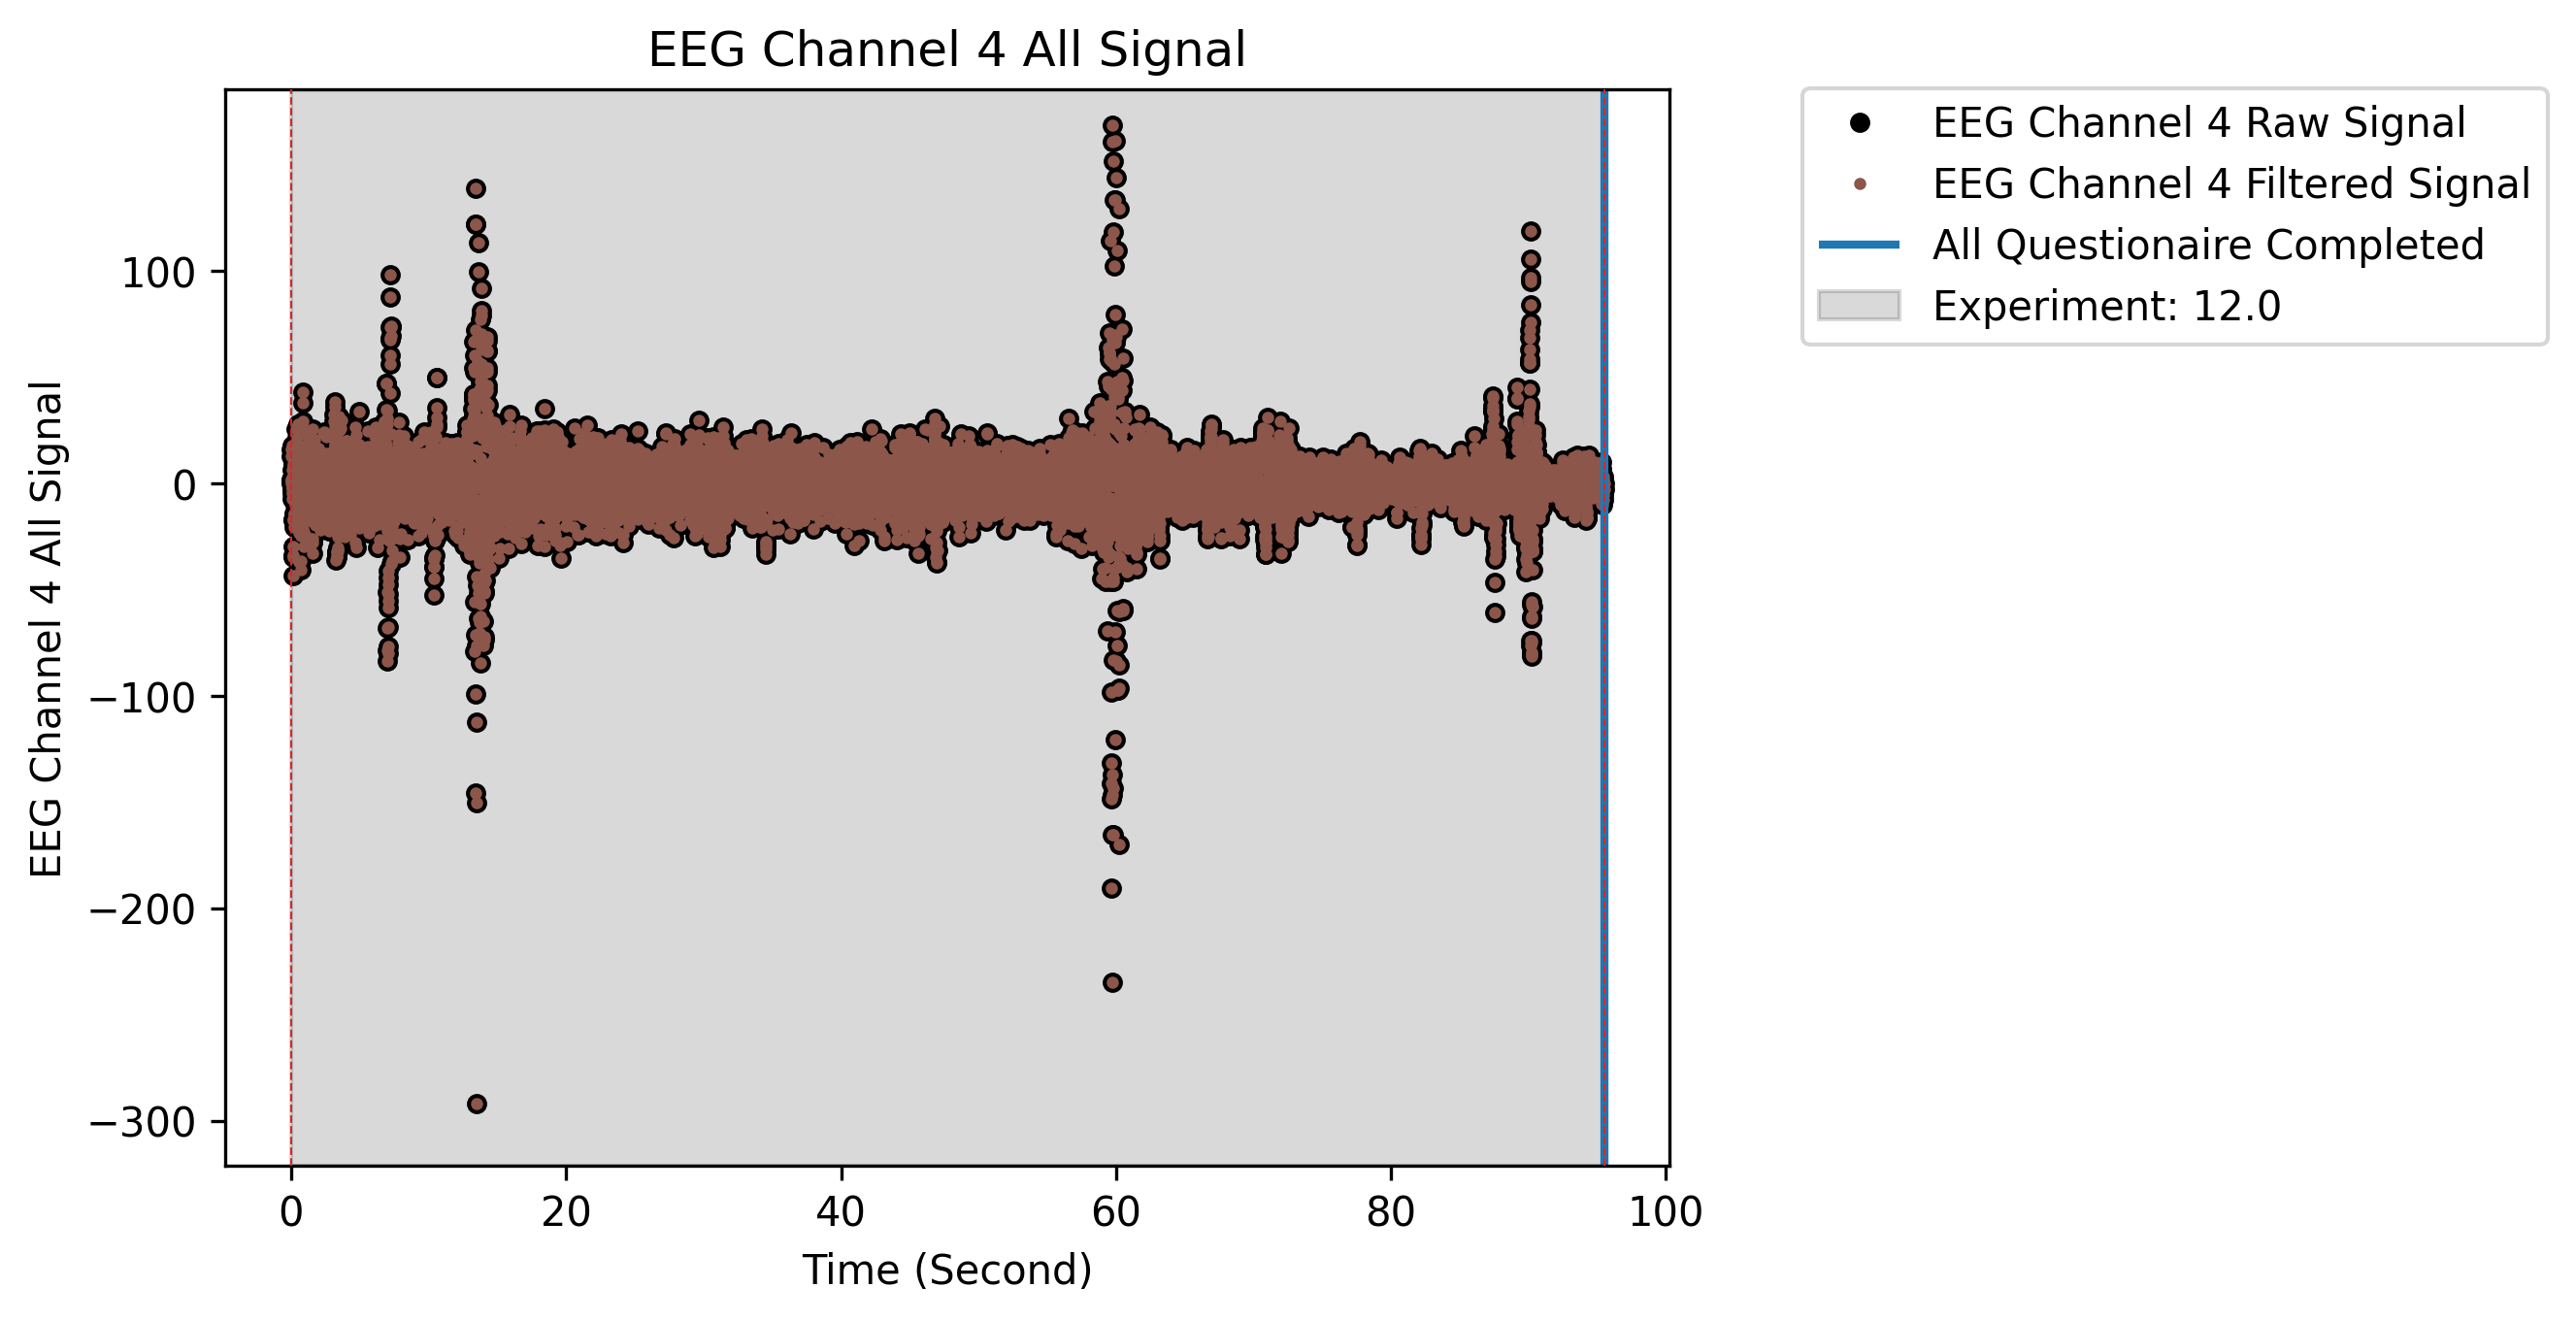 EEG Channel 4 All Signal
EEG Channel 4 Raw Signal
EEG Channel 4 Filtered Signal
All Questionaire Completed
Experiment: 12.0
EEG Channel 4 All Signal
100
0
−100
−200
−300
0 20 40 60 80 100
Time (Second)